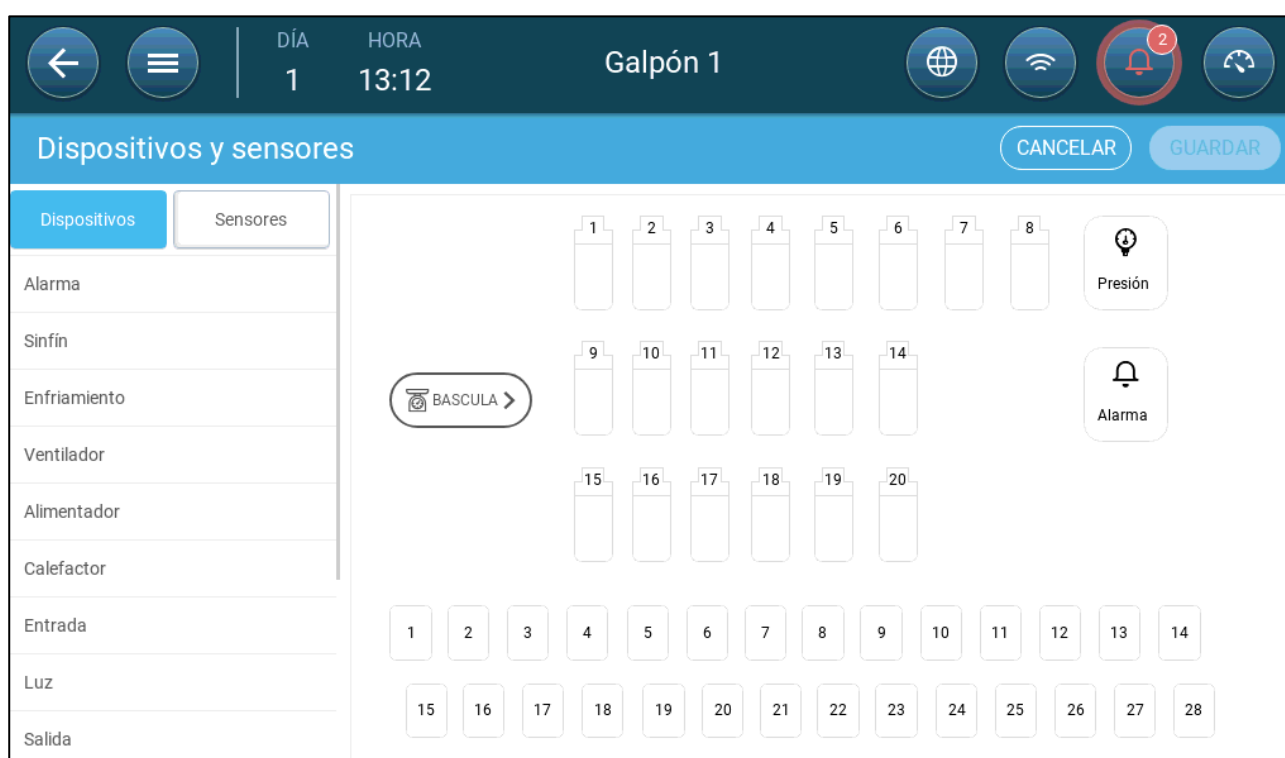 DÍA HORA
1 13:12 Galpón 1 2
Dispositivos y sensores CANCELAR GUARDAR
Dispositivos Sensores
Alarma
Sinfín
Enfriamiento
Ventilador
Alimentador
Calefactor
Entrada
Luz
Salida
1 2 3 4 5 6 7 8
Presión
9 10 11 12 13 14
BASCULA
Alarma
15 16 17 18 19 20
1 2 3 4 5 6 7 8 9 10 11 12 13 14
15 16 17 18 19 20 21 22 23 24 25 26 27 28